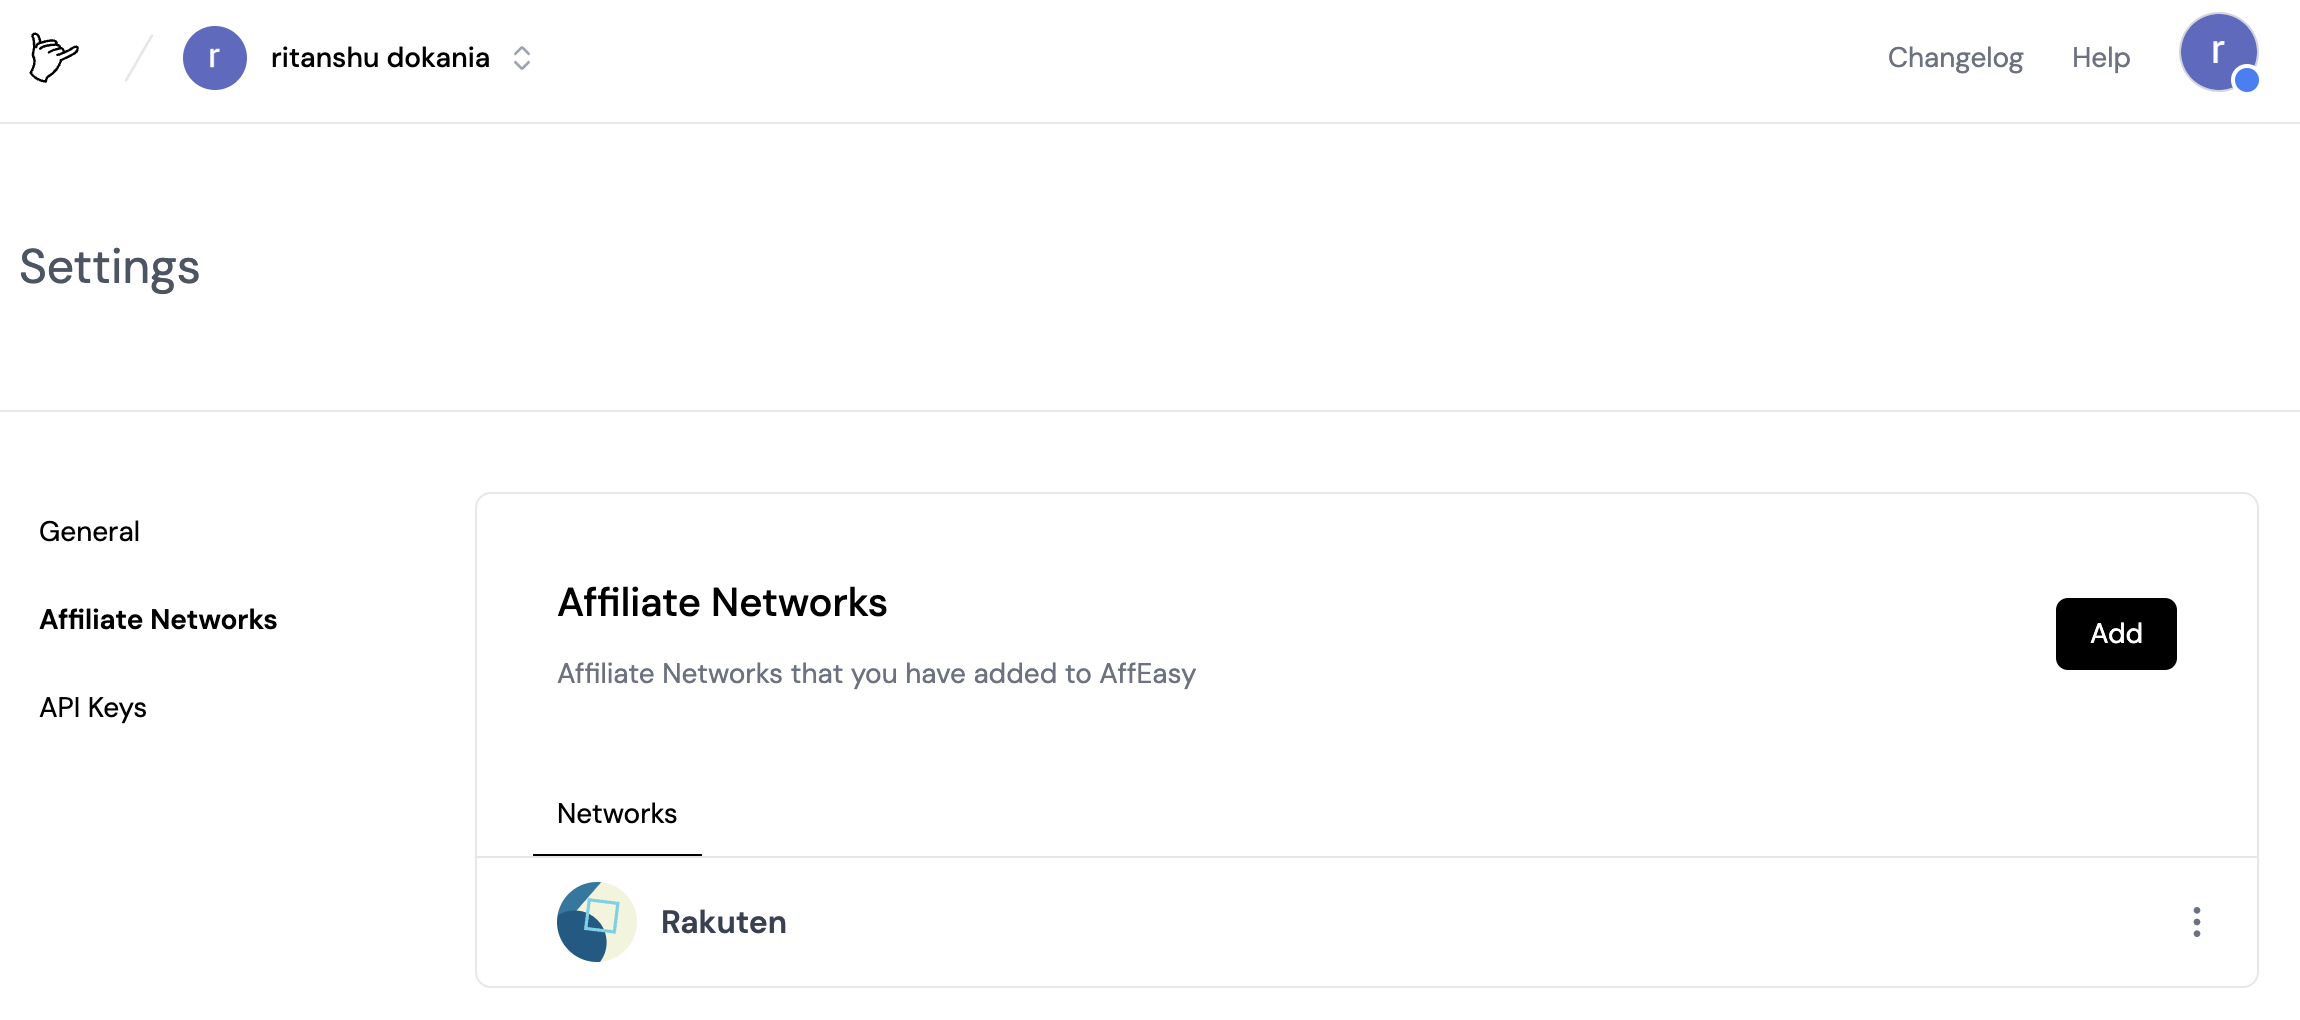 r ritanshu dokania
Changelog Help r
Settings
General
Affiliate Networks
API Keys
Affiliate Networks
Affiliate Networks that you have added to AffEasy
Add
Networks
Rakuten